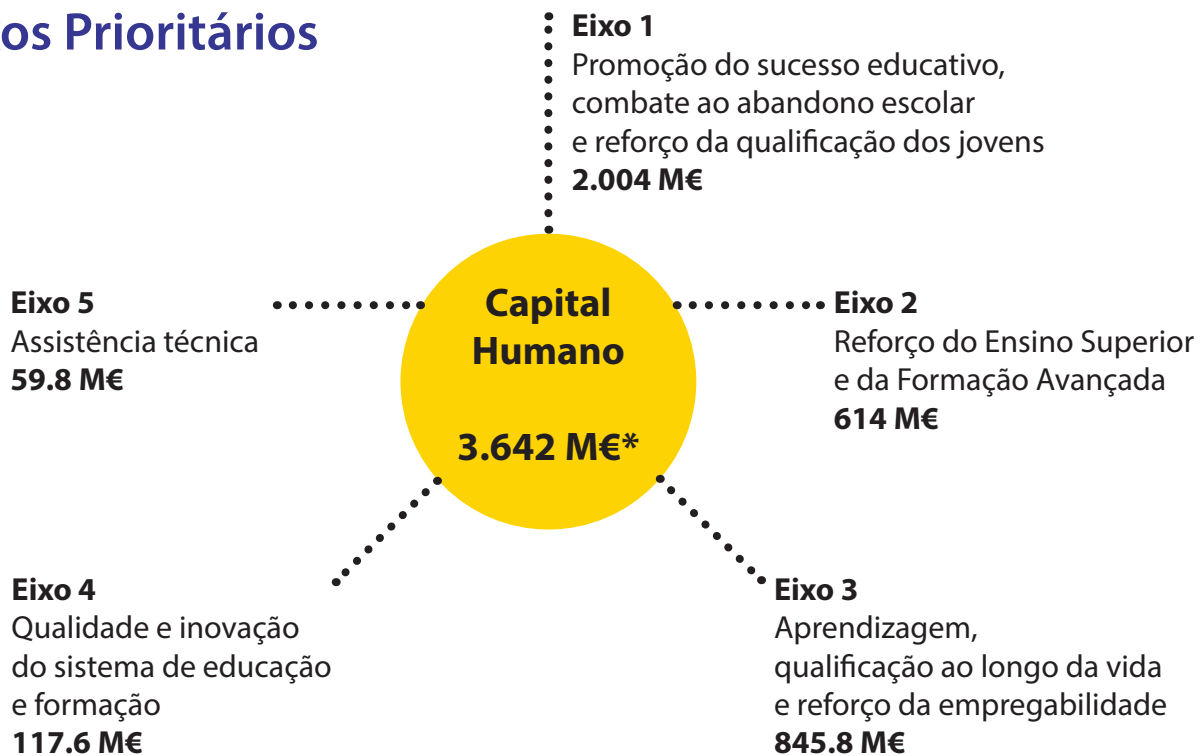 os Prioritários
Eixo 1
Promoção do sucesso educativo,
combate ao abandono escolar
e reforço da qualificação dos jovens
2.004 M€
Capital
Humano
3.642 M€*
Eixo 5
Assistência técnica
59.8 M€
Eixo 2
Reforço do Ensino Superior
e da Formação Avançada
614 M€
Eixo 4
Qualidade e inovação
do sistema de educação
e formação
117.6 M€
Eixo 3
Aprendizagem,
qualificação ao longo da vida
e reforço da empregabilidade
845.8 M€